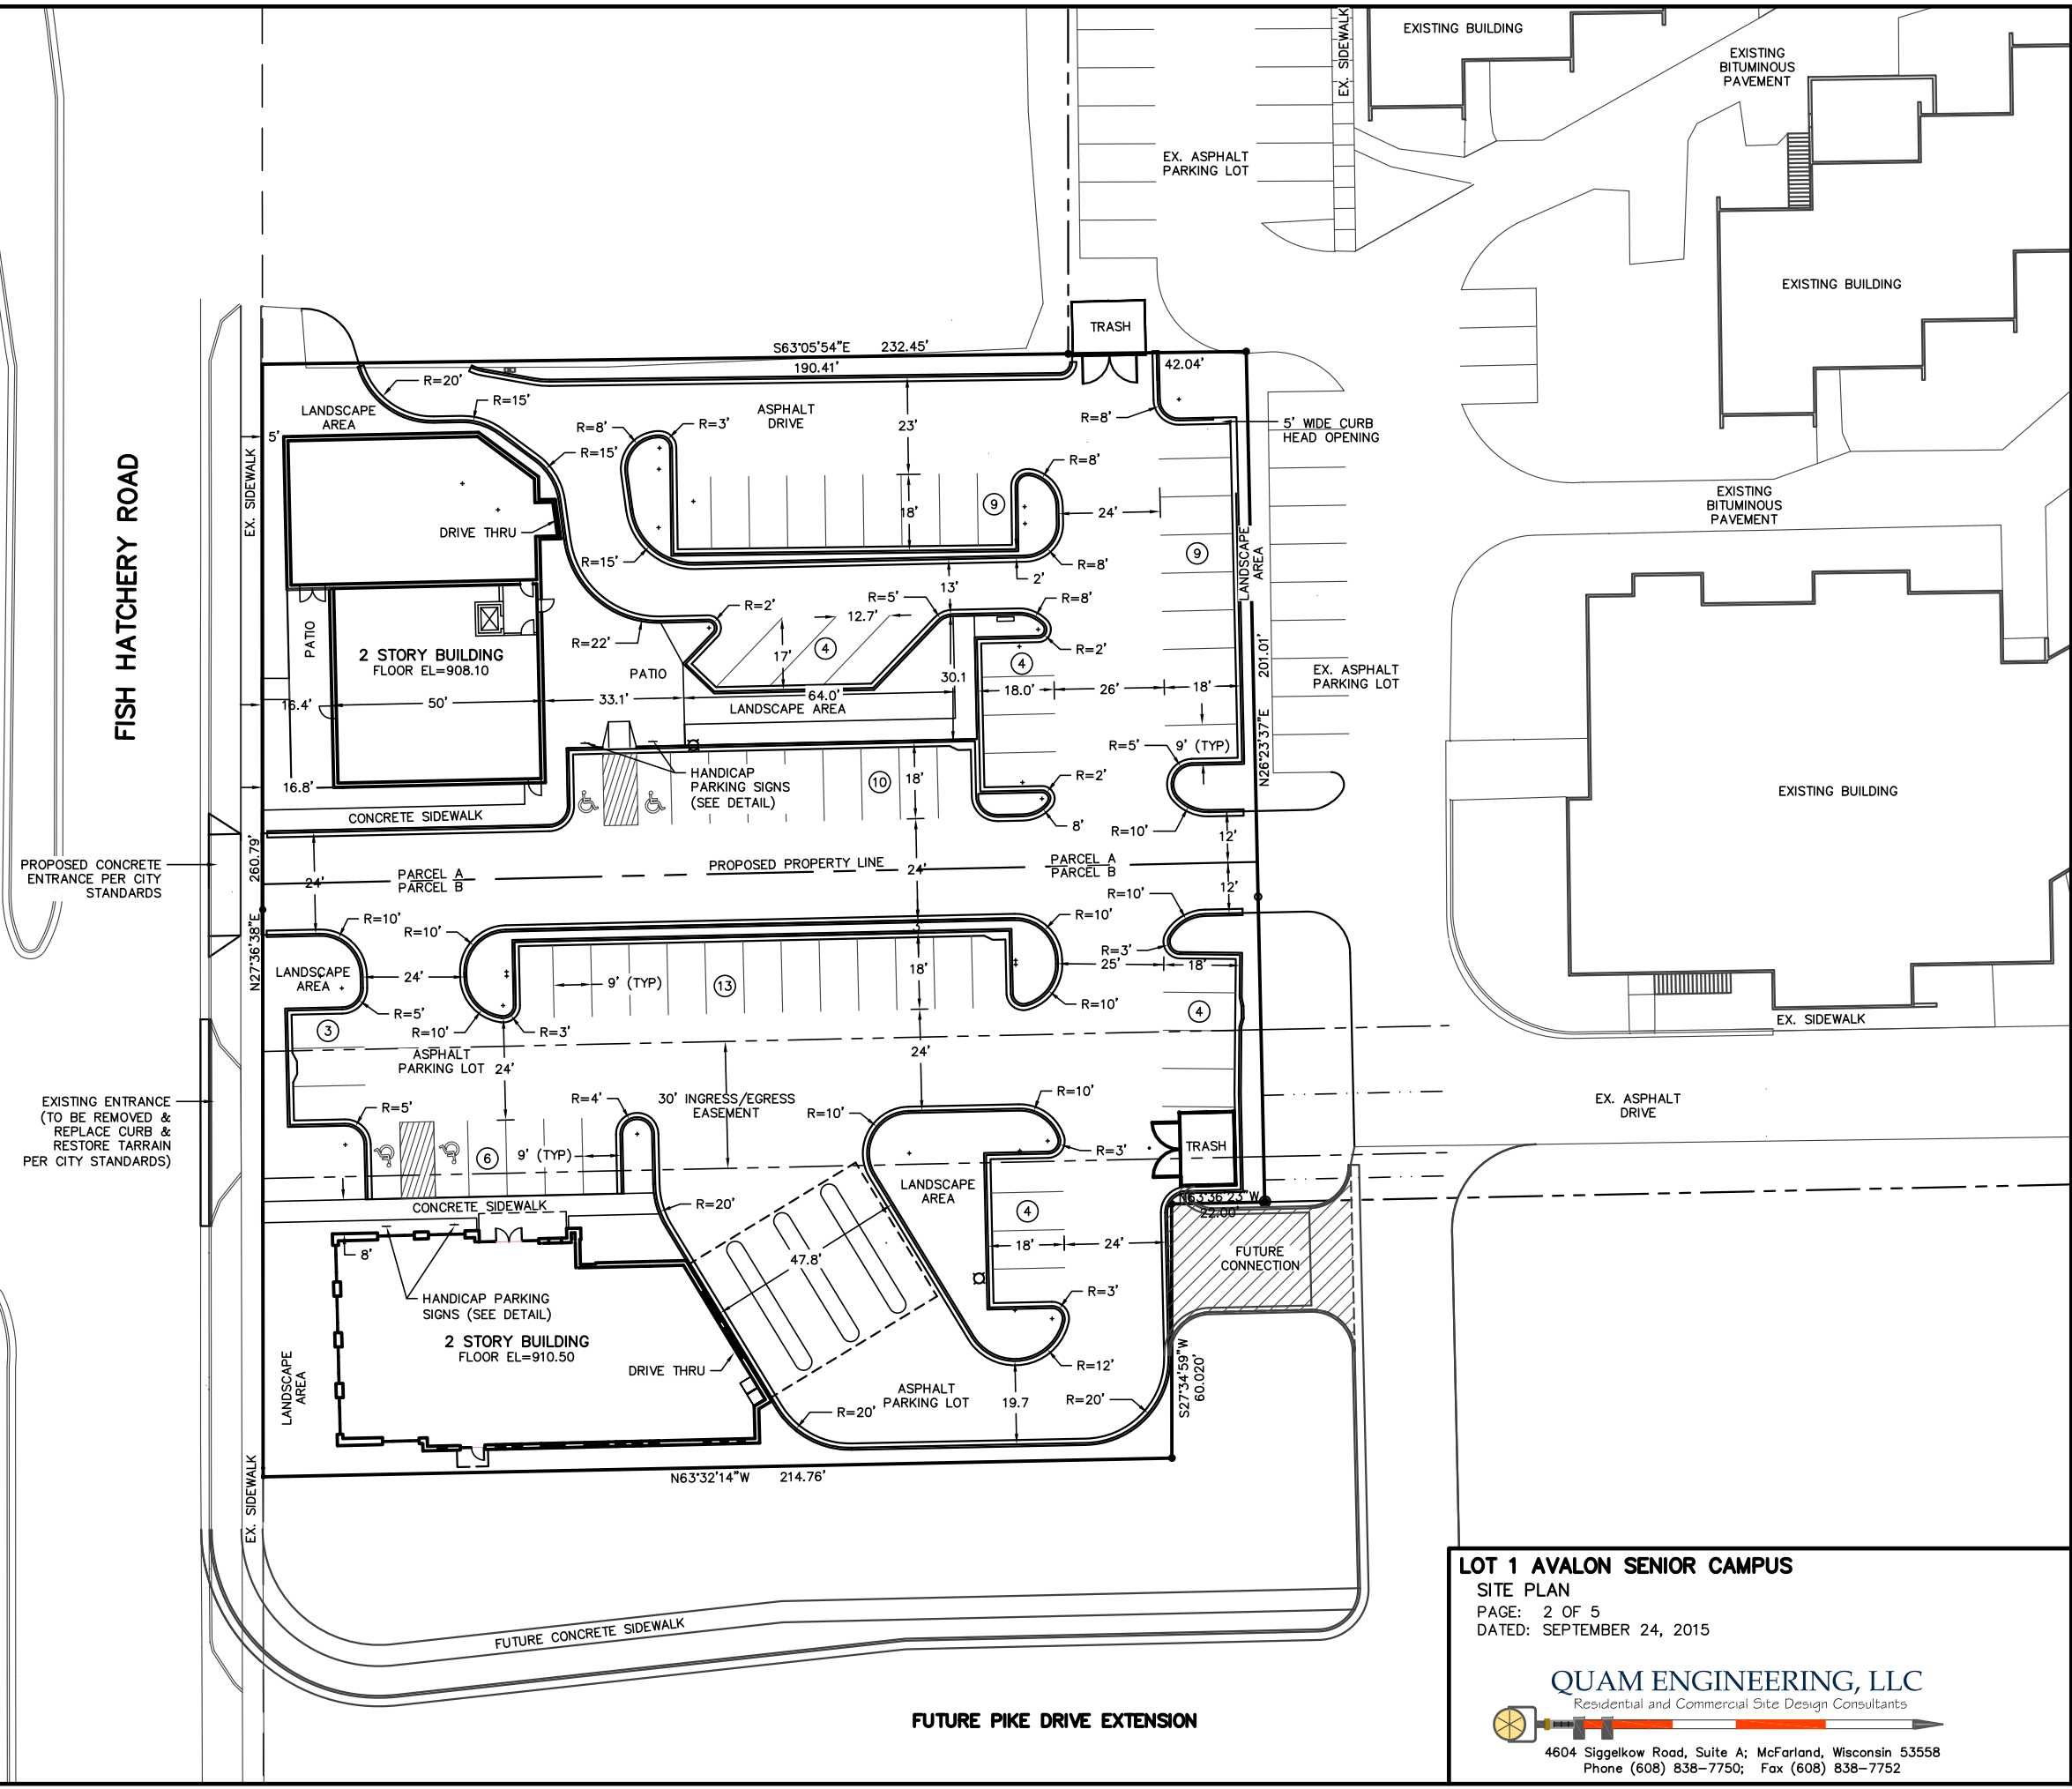 EXISTING BUILDING
EX. SIDEWALK
EXISTING
BITUMINOUS
PAVEMENT
EX. ASPHALT
PARKING LOT
EXISTING BUILDING
TRASH
S63°05'54"E 232.45'
190.41'
42.04'
R=20'
R=15'
LANDSCAPE
AREA
ASPHALT
DRIVE
R=8'
R=3'
23'
R=8'
5' WIDE CURB
HEAD OPENING
5'
R=15'
R=8'
FISH HATCHERY ROAD
EX. SIDEWALK
DRIVE THRU
18'
9
24'
EXISTING
BITUMINOUS
PAVEMENT
R=15'
9
LANDSCAPE
AREA
R=8'
2'
13'
R=5'
R=8'
R=2'
12.7'
PATIO
R=22'
2 STORY BUILDING
FLOOR EL=908.10
4
17'
R=2'
4
PATIO
30.1
EX. ASPHALT
PARKING LOT
N26°23'37"E 201.01'
16.4'
50'
33.1'
64.0'
18.0'
26'
18'
LANDSCAPE AREA
R=5'
9' (TYP)
HANDICAP
PARKING SIGNS
(SEE DETAIL)
10
18'
R=2'
16.8'
EXISTING BUILDING
CONCRETE SIDEWALK
8'
R=10'
12'
PROPOSED CONCRETE
ENTRANCE PER CITY
STANDARDS
N27°36'38"E 260.79'
24'
PARCEL A
PARCEL B
PROPOSED PROPERTY LINE
24'
PARCEL A
PARCEL B
12'
R=10'
R=10'
R=10'
R=10'
R=3'
LANDSCAPE
AREA
24'
18'
25'
18'
9' (TYP)
13
R=5'
R=10'
R=3'
R=10'
3
4
EX. SIDEWALK
ASPHALT
PARKING LOT
24'
24'
EXISTING ENTRANCE
(TO BE REMOVED &
REPLACE CURB &
RESTORE TARRAIN
PER CITY STANDARDS)
R=5'
R=4'
30' INGRESS/EGRESS
EASEMENT
R=10'
R=10'
EX. ASPHALT
DRIVE
6
9' (TYP)
R=3'
TRASH
LANDSCAPE
AREA
CONCRETE SIDEWALK
R=20'
N63°36'23"W
22.00'
4
8'
47.8'
18'
24'
FUTURE
CONNECTION
HANDICAP PARKING
SIGNS (SEE DETAIL)
R=3'
2 STORY BUILDING
FLOOR EL=910.50
LANDSCAPE
AREA
DRIVE THRU
R=12'
S27°34'59"W
60.020'
ASPHALT
PARKING LOT
R=20'
19.7
R=20'
EX. SIDEWALK
N63°32'14"W 214.76'
FUTURE CONCRETE SIDEWALK
FUTURE PIKE DRIVE EXTENSION
LOT 1 AVALON SENIOR CAMPUS
SITE PLAN
PAGE: 2 OF 5
DATED: SEPTEMBER 24, 2015
QUAM ENGINEERING, LLC
Residential and Commercial Site Design Consultants
4604 Siggelkow Road, Suite A; McFarland, Wisconsin 53558
Phone (608) 838-7750; Fax (608) 838-7752